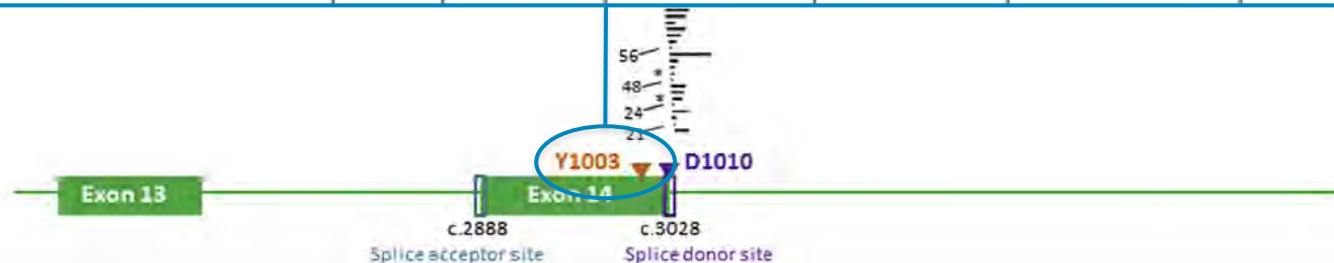 56
*
48
*
24
21
Y1003 D1010
Exon 13 Exon 14
c.2888 c.3028
Splice acceptor site Splice donor site